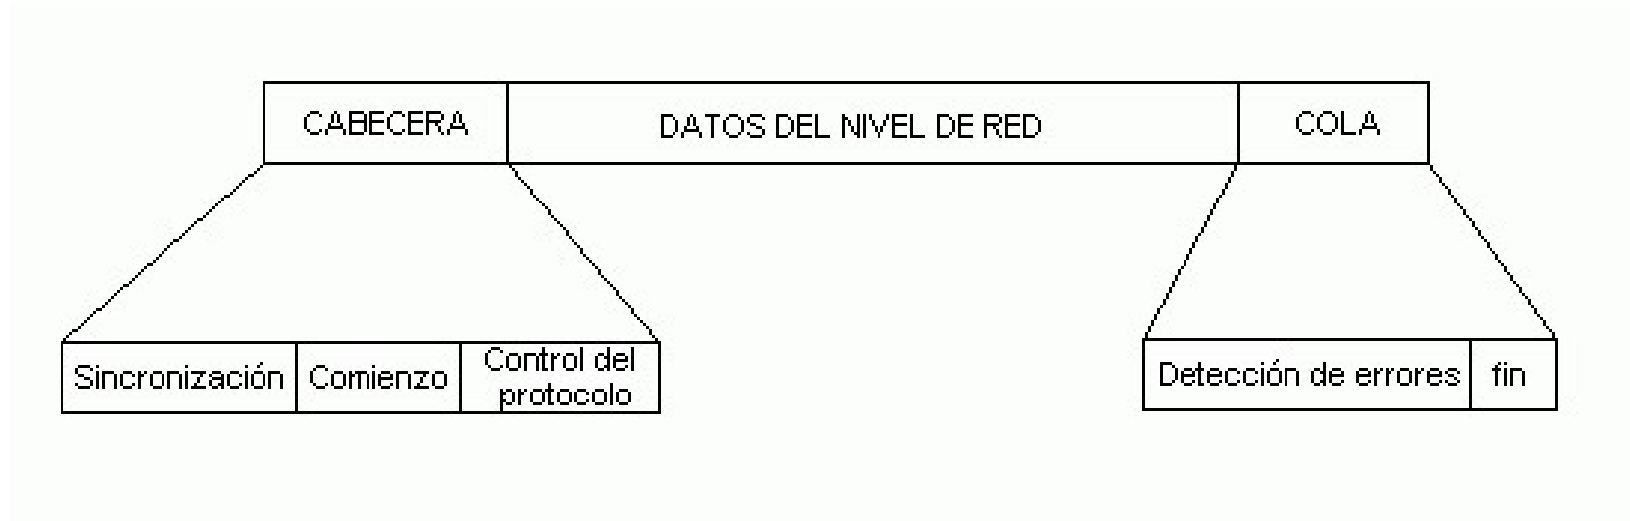 CABECERA
DATOS DEL NIVEL DE RED
COLA
Sincronización
Comienzo
Control del
protocolo
Detección de errores
fin